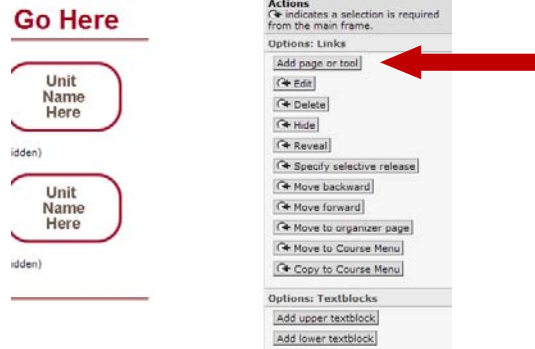 Go Here
Unit
Name
Here
idden)
Unit
Name
Here
idden)
Actions
indicates a selection is required
from the main frame.
Options: Links
Add page or tool
Edit
Delete
Hide
Reveal
Specify selective release
Move backward
Move forward
Move to organizer page
Move to Course Menu
Copy to Course Menu
Options: Textblocks
Add upper textblock
Add lower textblock